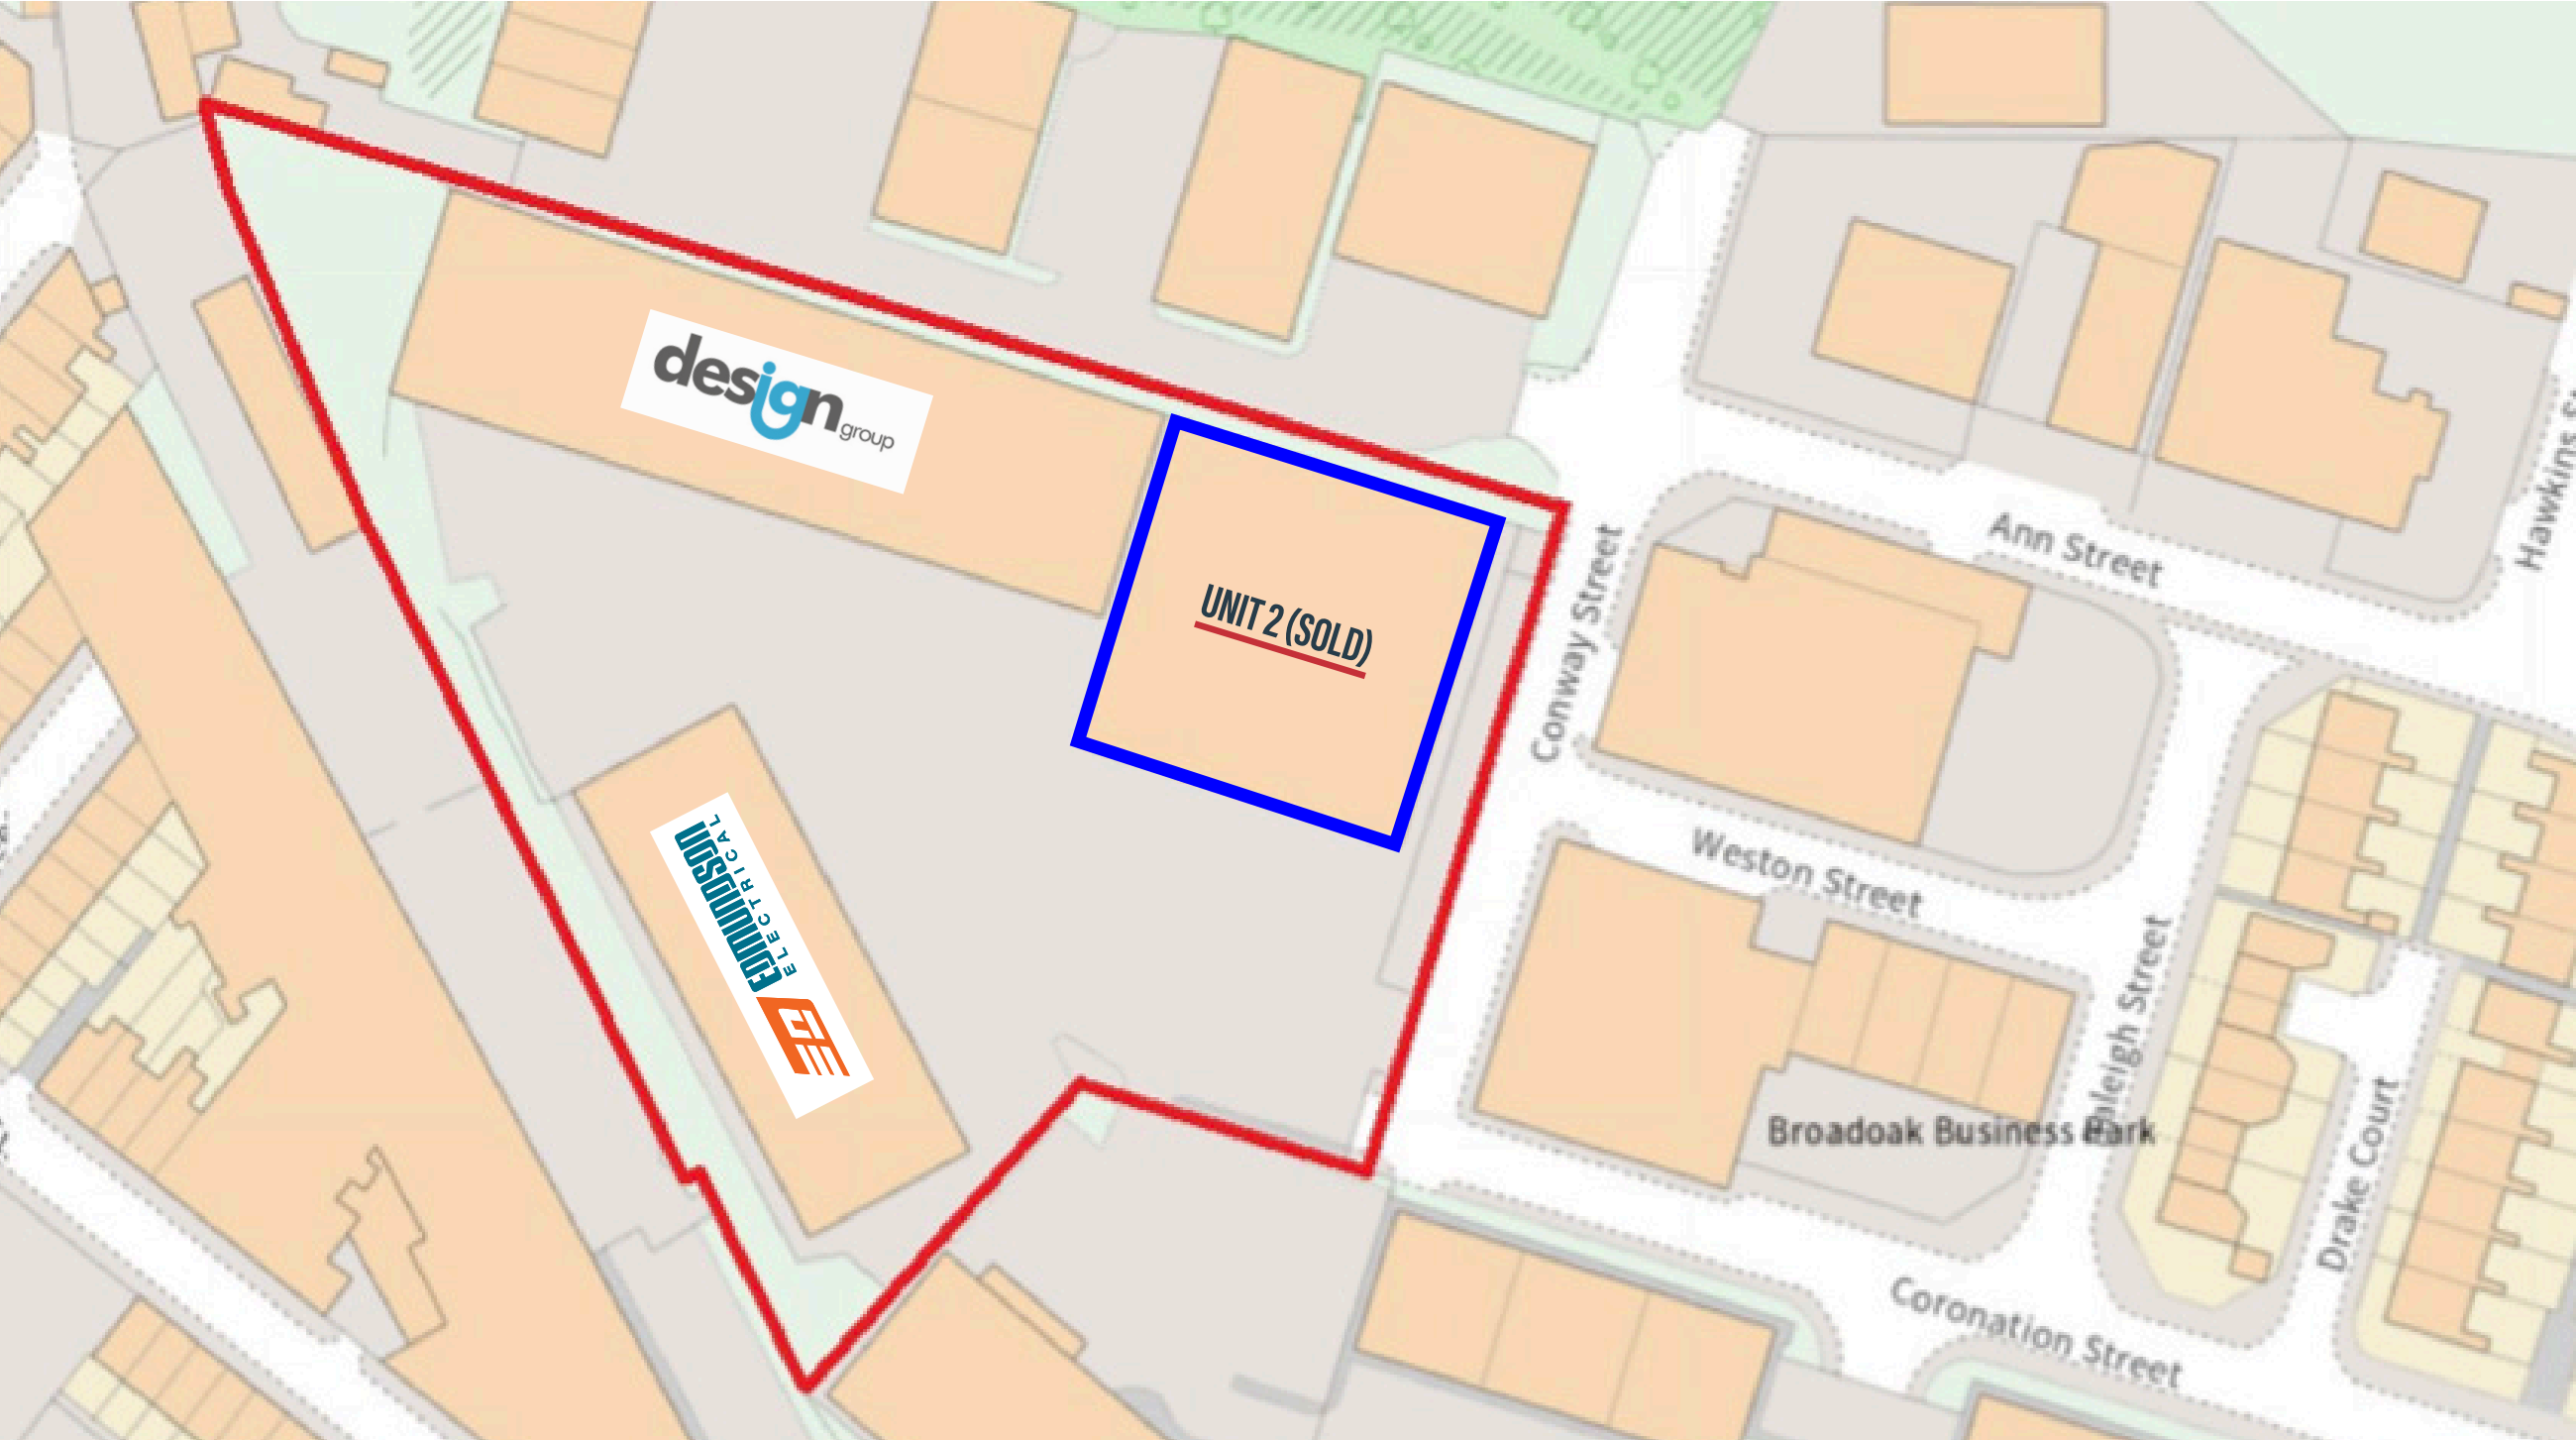 design
group
UNIT 2 (SOLD)
EDMUNDSON
ELECTRICAL
Conway Street
Ann Street
Hawkins
Weston Street
Street
Broadoak Business Park
Drake Court
Coronation Street